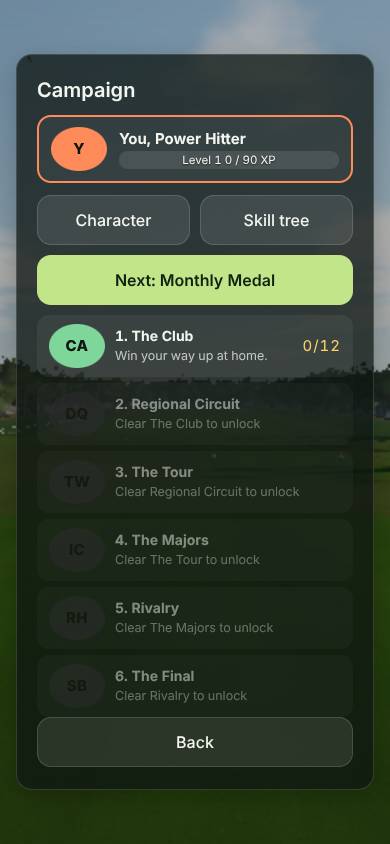 Campaign
Y
You, Power Hitter
Level 1 0 / 90 XP
Character
Skill tree
Next: Monthly Medal
CA
1. The Club
Win your way up at home.
0/12
DQ
2. Regional Circuit
Clear The Club to unlock
TW
3. The Tour
Clear Regional Circuit to unlock
IC
4. The Majors
Clear The Tour to unlock
RH
5. Rivalry
Clear The Majors to unlock
SB
6. The Final
Clear Rivalry to unlock
Back